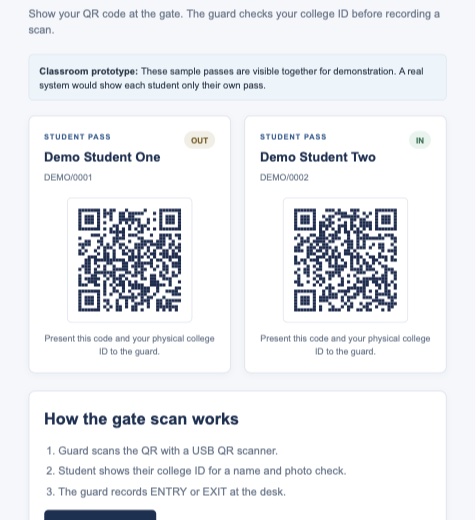 Show your QR code at the gate. The guard checks your college ID before recording a
scan.
Classroom prototype: These sample passes are visible together for demonstration. A real
system would show each student only their own pass.
STUDENT PASS
OUT
Demo Student One
DEMO/0001
Present this code and your physical college
ID to the guard.
STUDENT PASS
IN
Demo Student Two
DEMO/0002
Present this code and your physical college
ID to the guard.
How the gate scan works
1. Guard scans the QR with a USB QR scanner.
2. Student shows their college ID for a name and photo check.
3. The guard records ENTRY or EXIT at the desk.